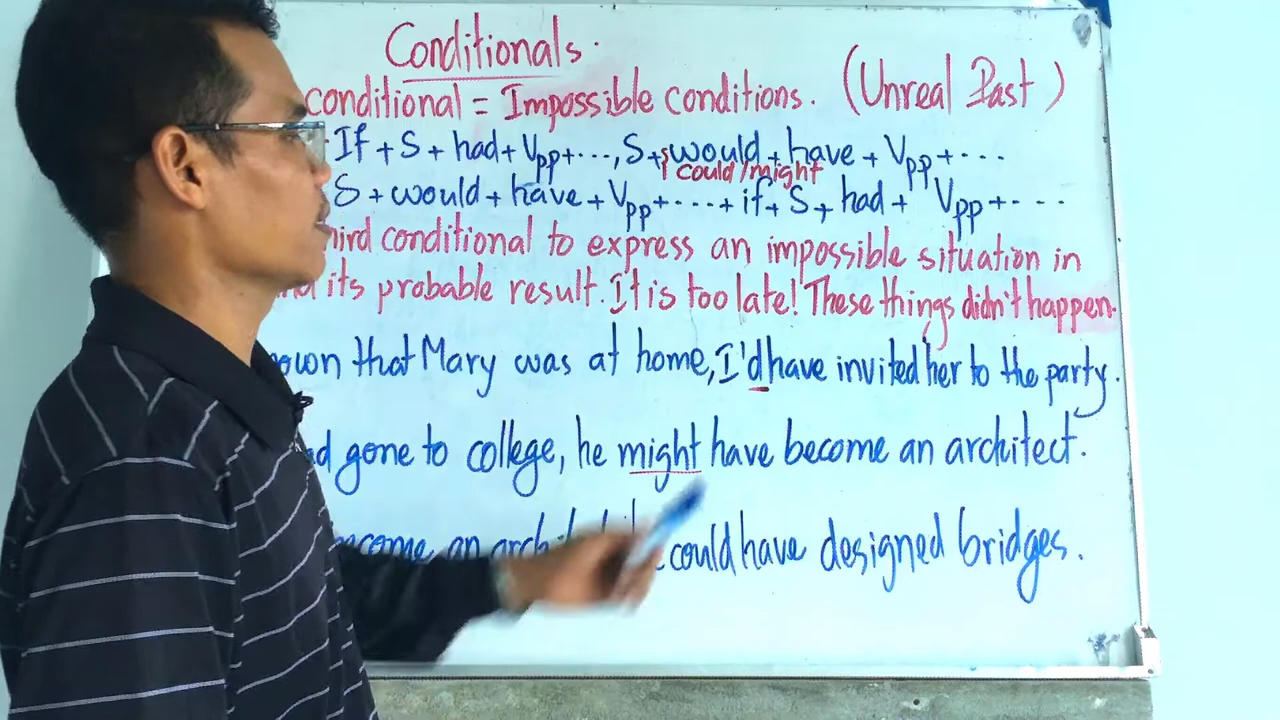 Conditionals.
conditional = Impossible conditions. (Unreal Past)
If + S + had + Vpp + ..., S + { would + have + Vpp + ...
could / might
S + would + have + Vpp + ... + if + S + had + Vpp + ...
hird conditional to express an impossible situation in
its probable result. It is too late! These things didn't happen.
own that Mary was at home, I'd have invited her to the party.
gone to college, he might have become an architect.
an could have designed bridges.